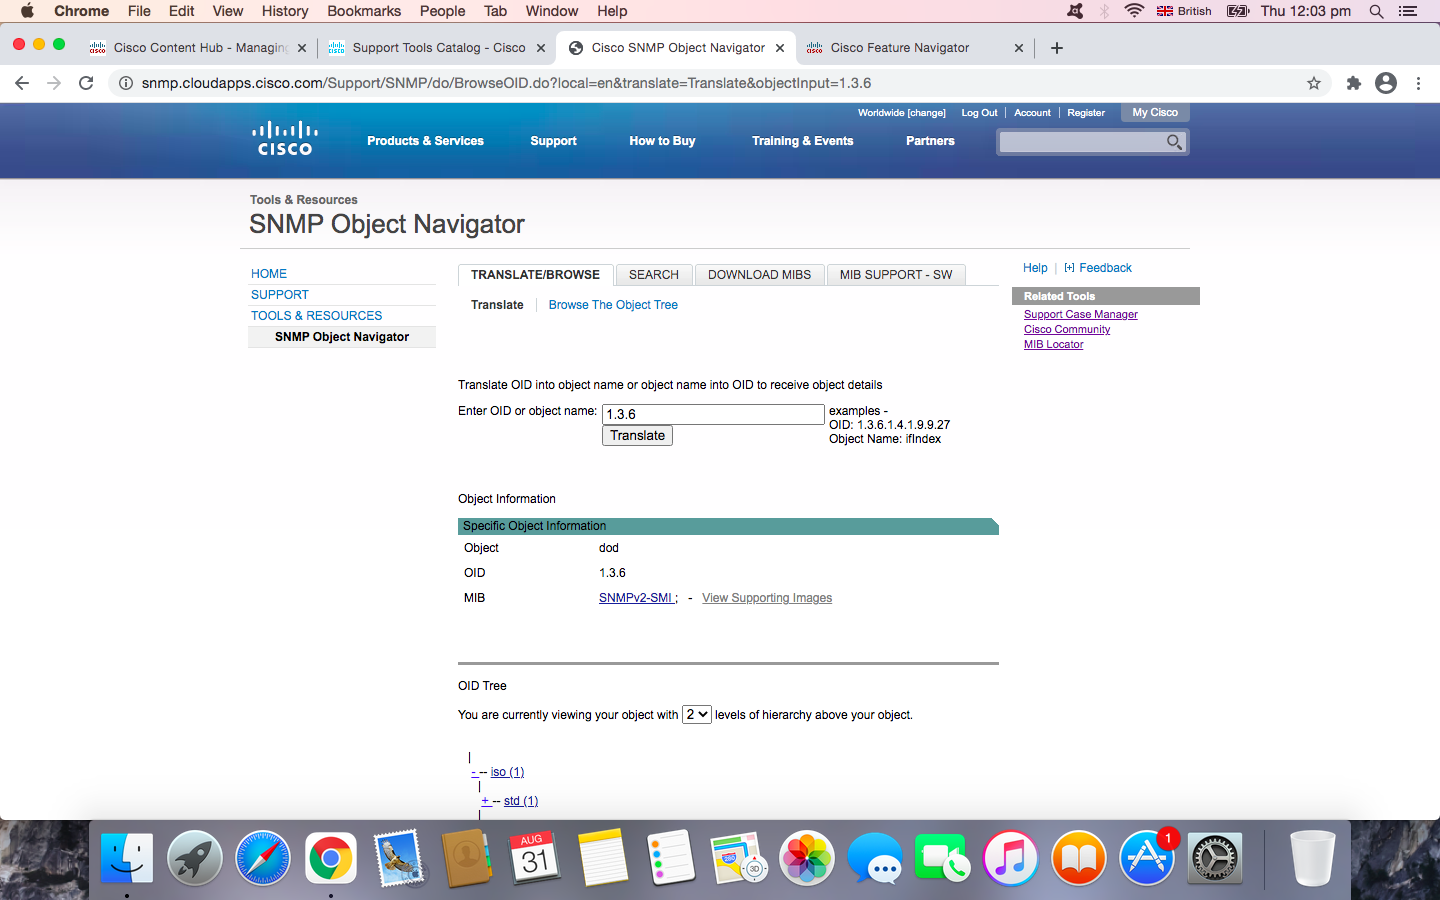 Chrome File Edit View History Bookmarks People Tab Window Help British Thu 12:03 pm
Cisco Content Hub - Managing Support Tools Catalog - Cisco Cisco SNMP Object Navigator Cisco Feature Navigator
snmp.cloudapps.cisco.com/Support/SNMP/do/BrowseOID.do?local=en&translate=Translate&objectInput=1.3.6
Worldwide [change] Log Out Account Register My Cisco
CISCO Products & Services Support How to Buy Training & Events Partners
Tools & Resources
SNMP Object Navigator
HOME
SUPPORT
TOOLS & RESOURCES
SNMP Object Navigator
TRANSLATE/BROWSE SEARCH DOWNLOAD MIBS MIB SUPPORT - SW
Translate Browse The Object Tree
Help [+] Feedback
Related Tools
Support Case Manager
Cisco Community
MIB Locator
Translate OID into object name or object name into OID to receive object details
Enter OID or object name: 1.3.6 examples -
OID: 1.3.6.1.4.1.9.9.27
Translate Object Name: ifIndex
Object Information
Specific Object Information
Object dod
OID 1.3.6
MIB SNMPv2-SMI ; - View Supporting Images
OID Tree
You are currently viewing your object with 2 levels of hierarchy above your object.
|
- -- iso (1)
|
+ -- std (1)
|
AUG
31
280
3D
1